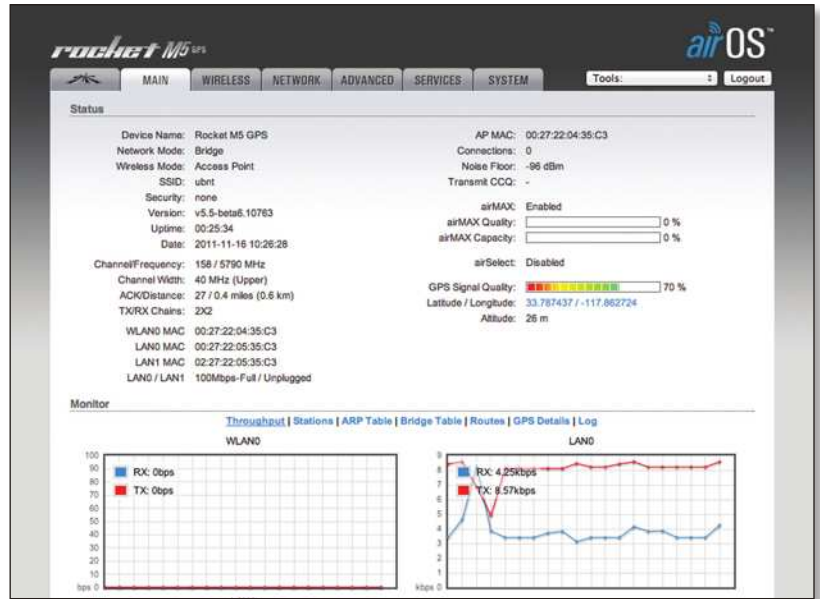 rocket M5 GPS
airOS™
MAIN WIRELESS NETWORK ADVANCED SERVICES SYSTEM Tools: Logout
Status
Device Name: Rocket M5 GPS
Network Mode: Bridge
Wireless Mode: Access Point
SSID: ubnt
Security: none
Version: v5.5-beta6.10763
Uptime: 00:25:34
Date: 2011-11-16 10:26:28
Channel/Frequency: 158 / 5790 MHz
Channel Width: 40 MHz (Upper)
ACK/Distance: 27 / 0.4 miles (0.6 km)
TX/RX Chains: 2X2
WLAN0 MAC 00:27:22:04:35:C3
LAN0 MAC 00:27:22:05:35:C3
LAN1 MAC 02:27:22:05:35:C3
LAN0 / LAN1 100Mbps-Full / Unplugged
AP MAC: 00:27:22:04:35:C3
Connections: 0
Noise Floor: -96 dBm
Transmit CCQ: -
airMAX: Enabled
airMAX Quality: 0 %
airMAX Capacity: 0 %
airSelect: Disabled
GPS Signal Quality: 70 %
Latitude / Longitude: 33.787437 / -117.862724
Altitude: 26 m
Monitor
Throughput | Stations | ARP Table | Bridge Table | Routes | GPS Details | Log
WLAN0
100
90
80
70
60
50
40
30
20
10
bps 0
RX: 0bps
TX: 0bps
LAN0
9
8
7
6
5
4
3
2
1
kbps 0
RX: 4.25kbps
TX: 8.57kbps